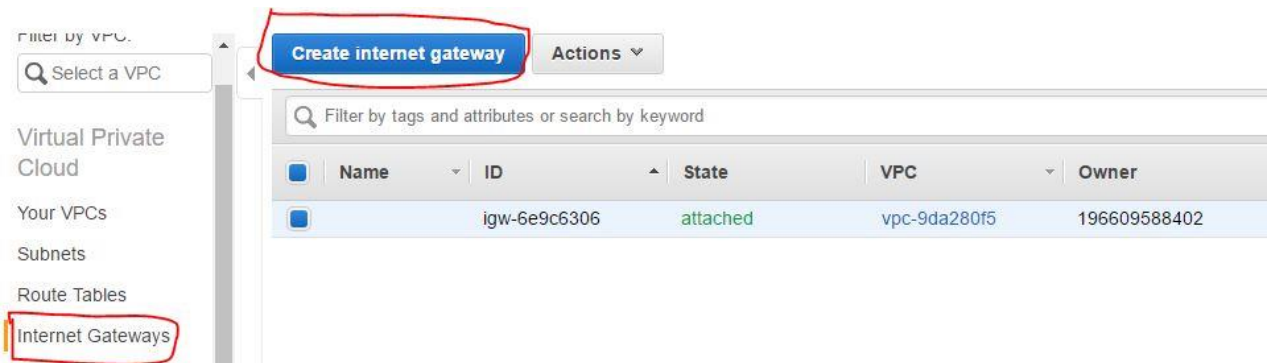 Filter by VPC:
Select a VPC
Virtual Private
Cloud
Your VPCs
Subnets
Route Tables
Internet Gateways
Create internet gateway Actions
Filter by tags and attributes or search by keyword
Name ID State VPC Owner
igw-6e9c6306 attached vpc-9da280f5 196609588402